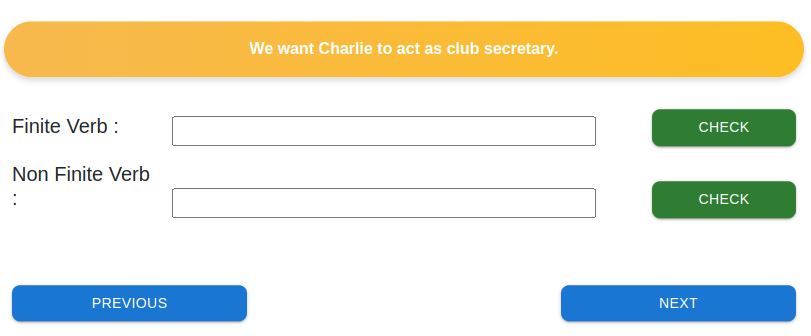 We want Charlie to act as club secretary.
Finite Verb :
CHECK
Non Finite Verb
:
CHECK
PREVIOUS
NEXT